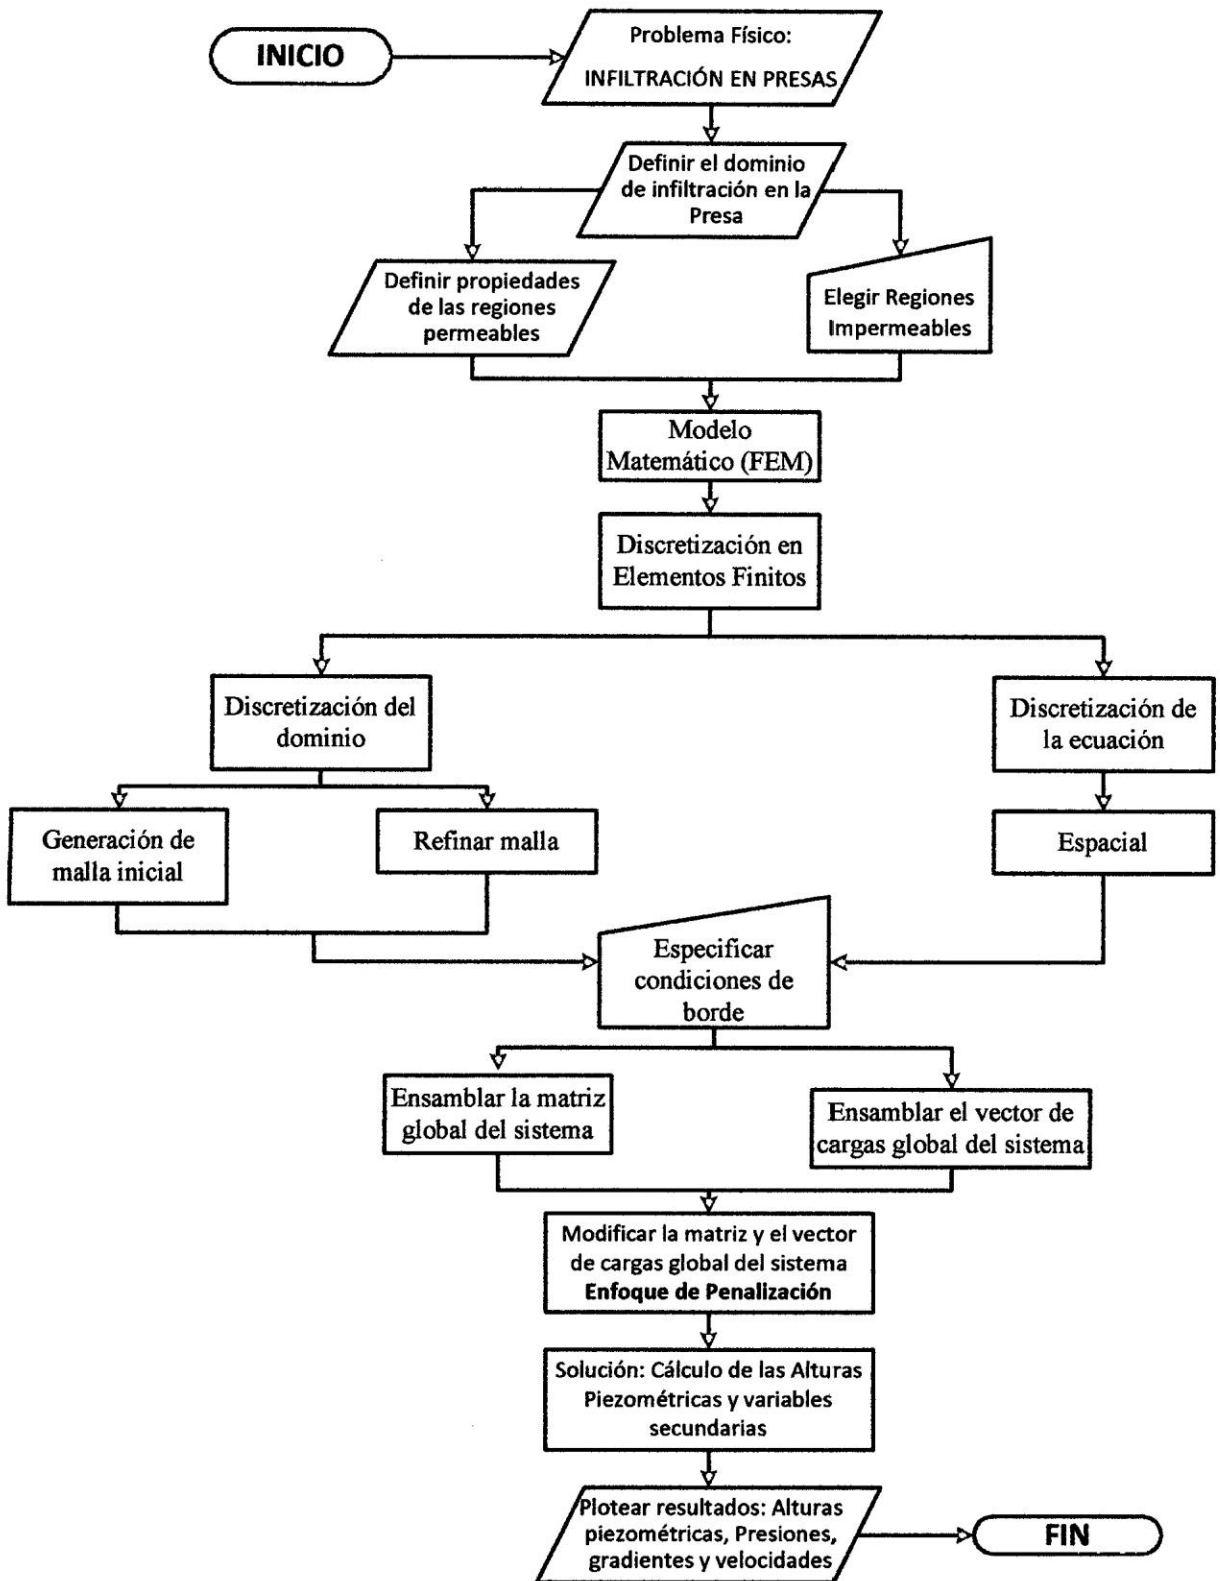 INICIO
Problema Físico:
INFILTRACIÓN EN PRESAS
Definir el dominio
de infiltración en la
Presa
Definir propiedades
de las regiones
permeables
Elegir Regiones
Impermeables
Modelo
Matemático (FEM)
Discretización en
Elementos Finitos
Discretización del
dominio
Discretización de
la ecuación
Generación de
malla inicial
Refinar malla
Espacial
Especificar
condiciones de
borde
Ensamblar la matriz
global del sistema
Ensamblar el vector de
cargas global del sistema
Modificar la matriz y el vector
de cargas global del sistema
Enfoque de Penalización
Solución: Cálculo de las Alturas
Piezométricas y variables
secundarias
Plotear resultados: Alturas
piezométricas, Presiones,
gradientes y velocidades
FIN